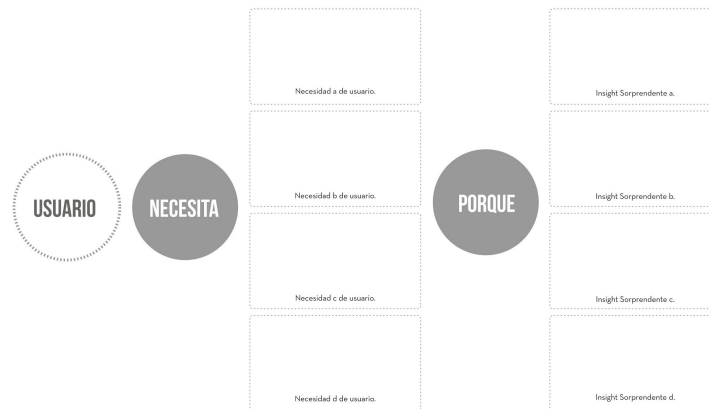 USUARIO
NECESITA
Necesidad a de usuario.
Necesidad b de usuario.
Necesidad c de usuario.
Necesidad d de usuario.
PORQUE
Insight Sorprendente a.
Insight Sorprendente b.
Insight Sorprendente c.
Insight Sorprendente d.